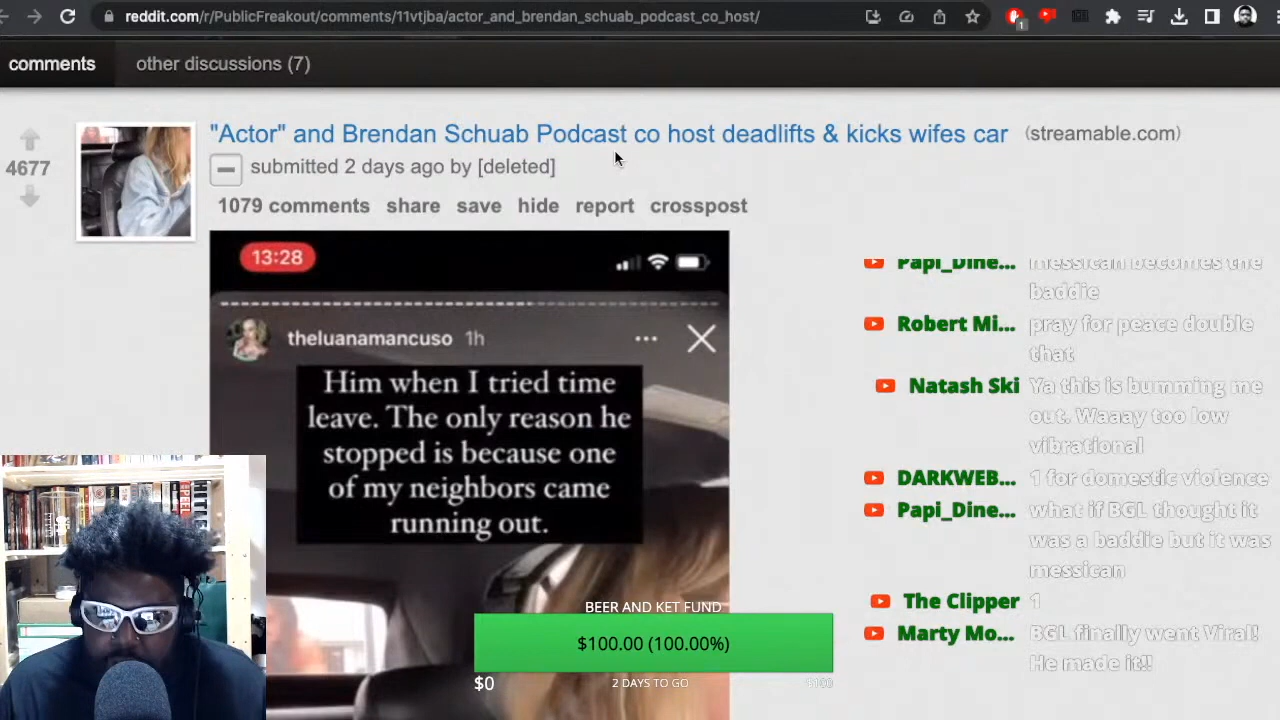 reddit.com/r/PublicFreakout/comments/11vtjba/actor_and_brendan_schuab_podcast_co_host/
1
comments
other discussions (7)
4677
"Actor" and Brendan Schuab Podcast co host deadlifts & kicks wifes car (streamable.com)
submitted 2 days ago by [deleted]
1079 comments share save hide report crosspost
13:28
theluanamancuso 1h
Him when I tried time
leave. The only reason he
stopped is because one
of my neighbors came
running out.
Papi_Dine... messican becomes the
baddie
Robert Mi... pray for peace double
that
Natash Ski Ya this is bumming me
out. Waaay too low
vibrational
DARKWEB... 1 for domestic violence
Papi_Dine... what if BGL thought it
was a baddie but it was
messican
The Clipper 1
Marty Mo... BGL finally went Viral!
He made it!!
BEER AND KET FUND
$100.00 (100.00%)
$0
2 DAYS TO GO
$100